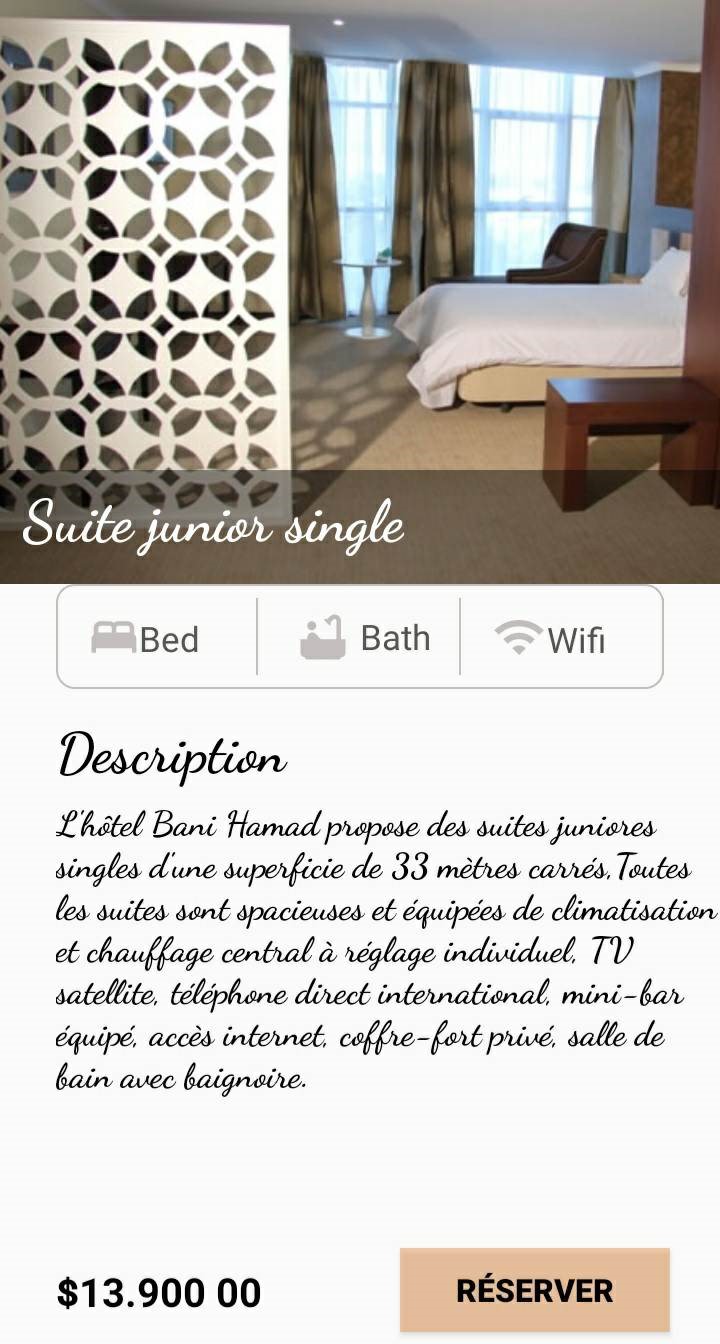 Suite junior single
Bed Bath Wifi
Description
L'hôtel Bani Hamad propose des suites juniores
singles d'une superficie de 33 mètres carrés,Toutes
les suites sont spacieuses et équipées de climatisation
et chauffage central à réglage individuel, TV
satellite, téléphone direct international, mini-bar
équipé, accès internet, coffre-fort privé, salle de
bain avec baignoire.
$13.900 00 RÉSERVER